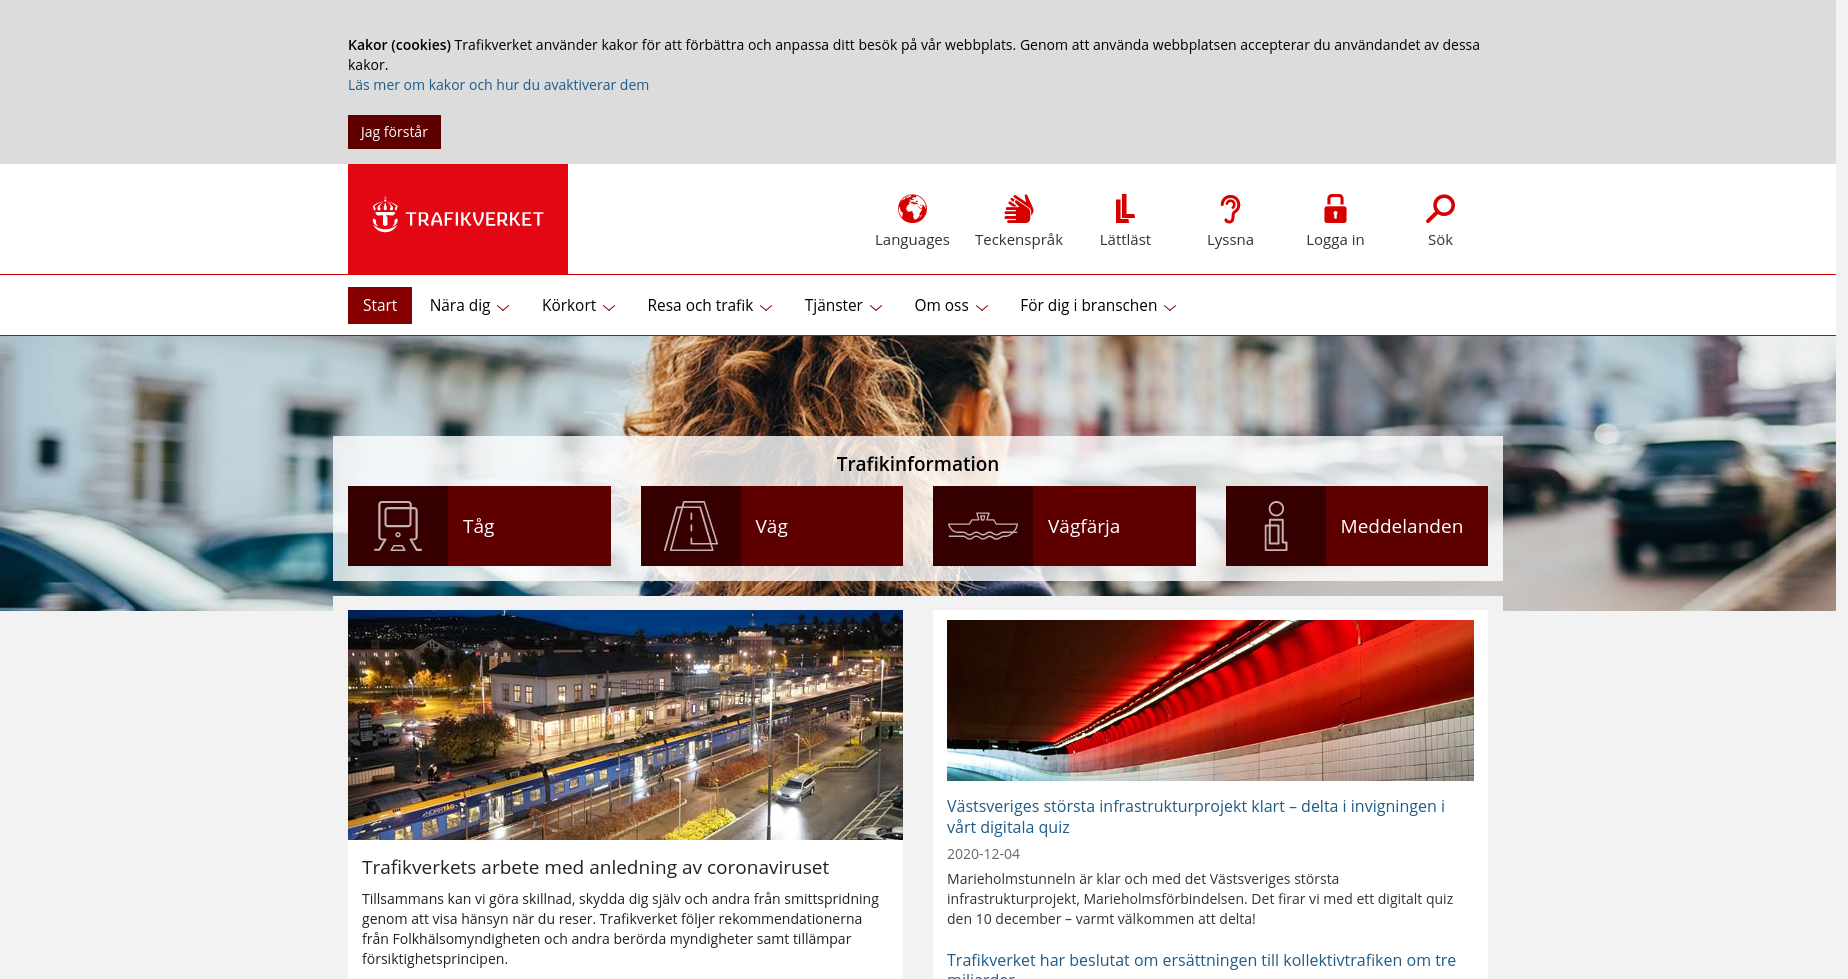 Kakor (cookies) Trafikverket använder kakor för att förbättra och anpassa ditt besök på vår webbplats. Genom att använda webbplatsen accepterar du användandet av dessa
kakor.
Läs mer om kakor och hur du avaktiverar dem
Jag förstår
TRAFIKVERKET
Languages
Teckenspråk
Lättläst
Lyssna
Logga in
Sök
Start
Nära dig
Körkort
Resa och trafik
Tjänster
Om oss
För dig i branschen
Trafikinformation
Tåg
Väg
Vägfärja
Meddelanden
NORRTÅG
Trafikverkets arbete med anledning av coronaviruset
Tillsammans kan vi göra skillnad, skydda dig själv och andra från smittspridning
genom att visa hänsyn när du reser. Trafikverket följer rekommendationerna
från Folkhälsomyndigheten och andra berörda myndigheter samt tillämpar
försiktighetsprincipen.
Västsveriges största infrastrukturprojekt klart – delta i invigningen i
vårt digitala quiz
2020-12-04
Marieholmstunneln är klar och med det Västsveriges största
infrastrukturprojekt, Marieholmsförbindelsen. Det firar vi med ett digitalt quiz
den 10 december – varmt välkommen att delta!
Trafikverket har beslutat om ersättningen till kollektivtrafiken om tre
miljarder